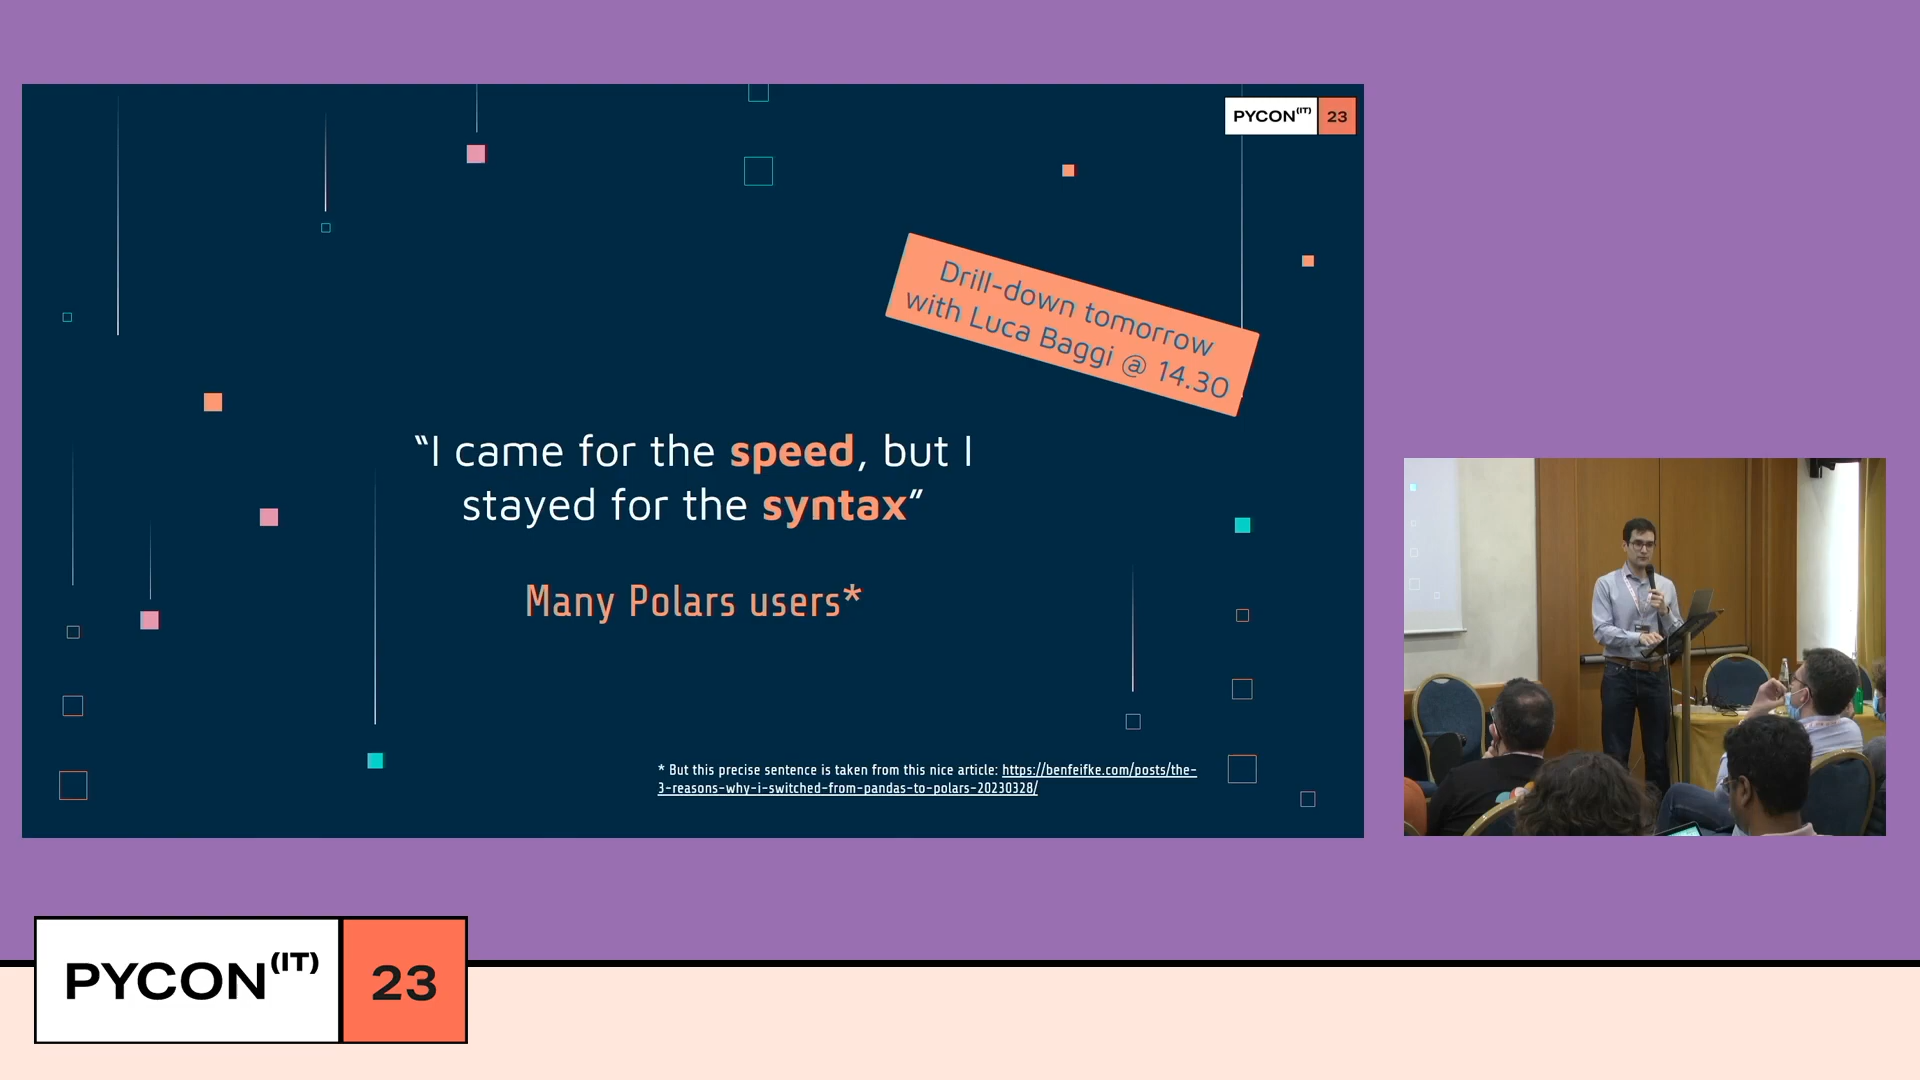 PYCON(IT) 23
Drill-down tomorrow
with Luca Baggi @ 14.30
“I came for the speed, but I
stayed for the syntax”
Many Polars users*
* But this precise sentence is taken from this nice article: https://benfeifke.com/posts/the-
3-reasons-why-i-switched-from-pandas-to-polars-20230328/
PYCON(IT) 23